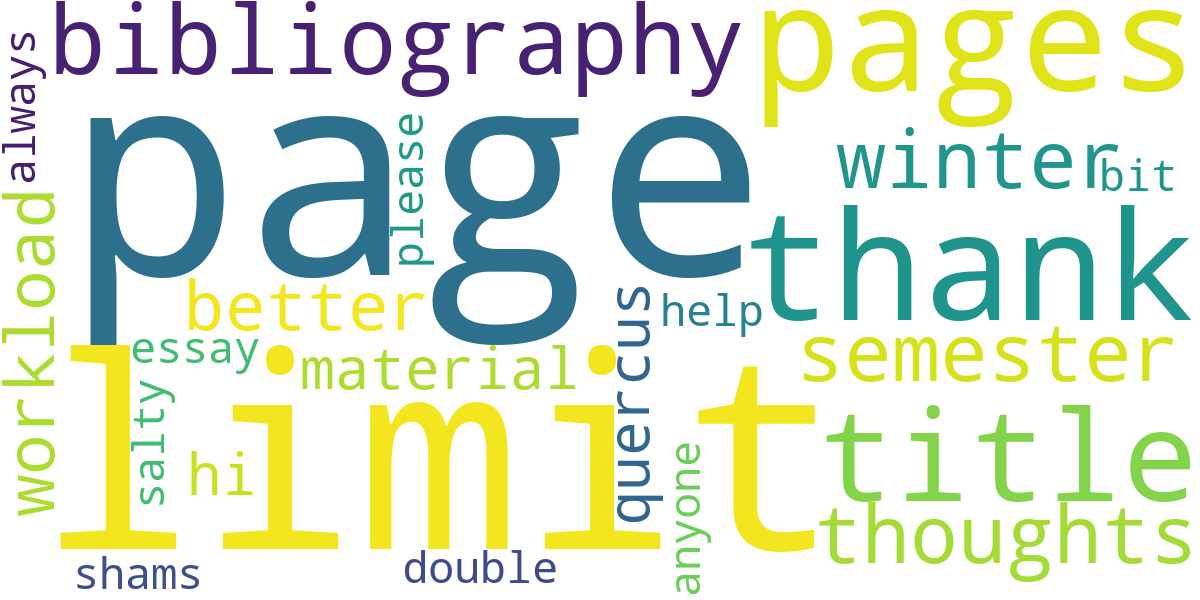 bibliography
pages
always
page
please
winter
bit
thank
workload
better
quercus
help
essay
material
semester
limit
salty
hi
title
anyone
thoughts
shams
double